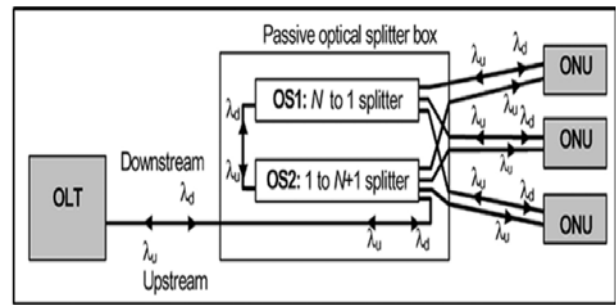 Passive optical splitter box
OS1: N to 1 splitter
OS2: 1 to N+1 splitter
λd
λu
OLT
Downstream
λd
λu
Upstream
λu
λd
λu
λd
λu
ONU
λu
λd
λu
ONU
λu
λd
λu
ONU